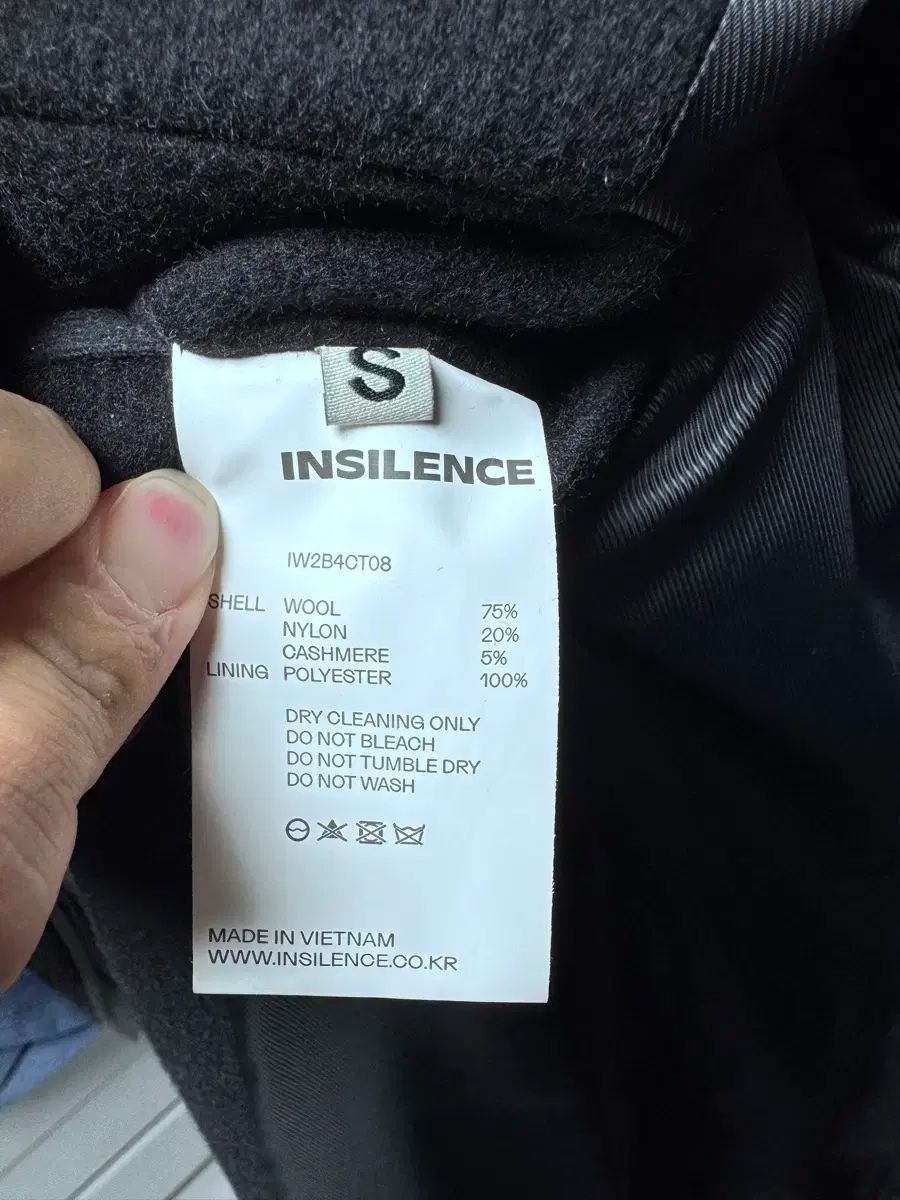 S
INSILENCE
IW2B4CT08
SHELL WOOL 75%
NYLON 20%
CASHMERE 5%
LINING POLYESTER 100%
DRY CLEANING ONLY
DO NOT BLEACH
DO NOT TUMBLE DRY
DO NOT WASH
MADE IN VIETNAM
WWW.INSILENCE.CO.KR